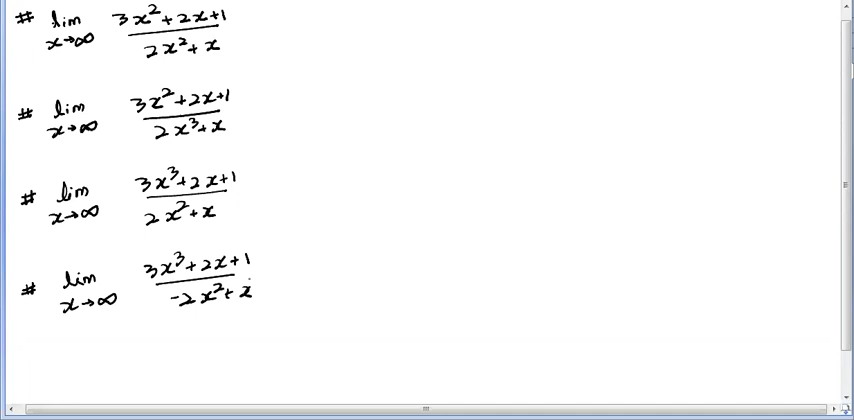 # lim x→∞ (3x² + 2x + 1)/(2x² + x)
# lim x→∞ (3x² + 2x + 1)/(2x³ + x)
# lim x→∞ (3x³ + 2x + 1)/(2x² + x)
# lim x→∞ (3x³ + 2x + 1)/(-2x² + x)